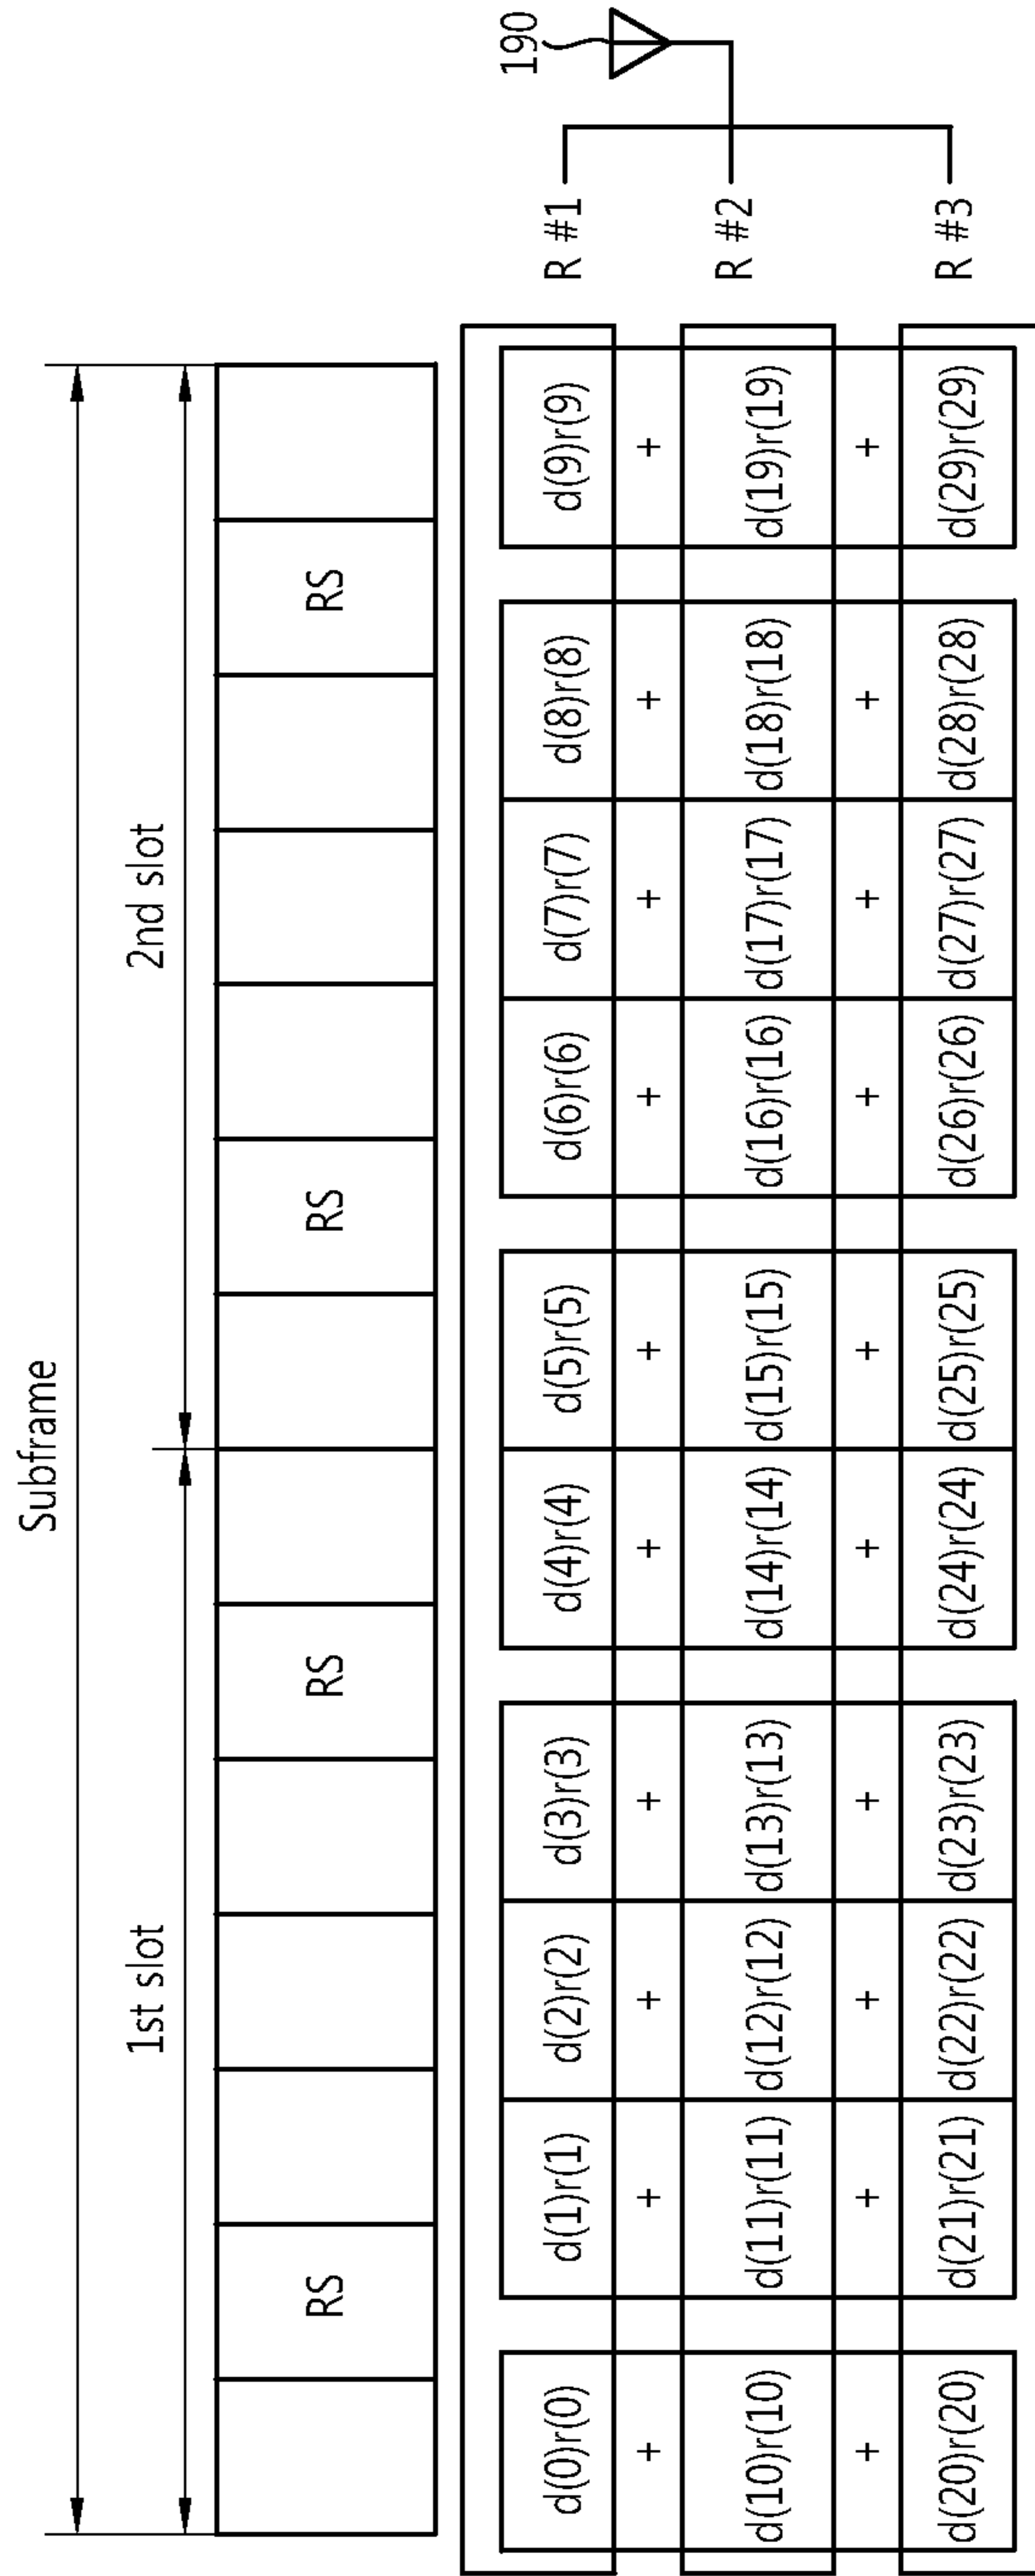 Subframe
1st slot 2nd slot
RS RS RS RS
190
d(0)r(0) d(1)r(1) d(2)r(2) d(3)r(3) d(4)r(4) d(5)r(5) d(6)r(6) d(7)r(7) d(8)r(8) d(9)r(9) R #1
+ + + + + + + + + +
d(10)r(10) d(11)r(11) d(12)r(12) d(13)r(13) d(14)r(14) d(15)r(15) d(16)r(16) d(17)r(17) d(18)r(18) d(19)r(19) R #2
+ + + + + + + + + +
d(20)r(20) d(21)r(21) d(22)r(22) d(23)r(23) d(24)r(24) d(25)r(25) d(26)r(26) d(27)r(27) d(28)r(28) d(29)r(29) R #3